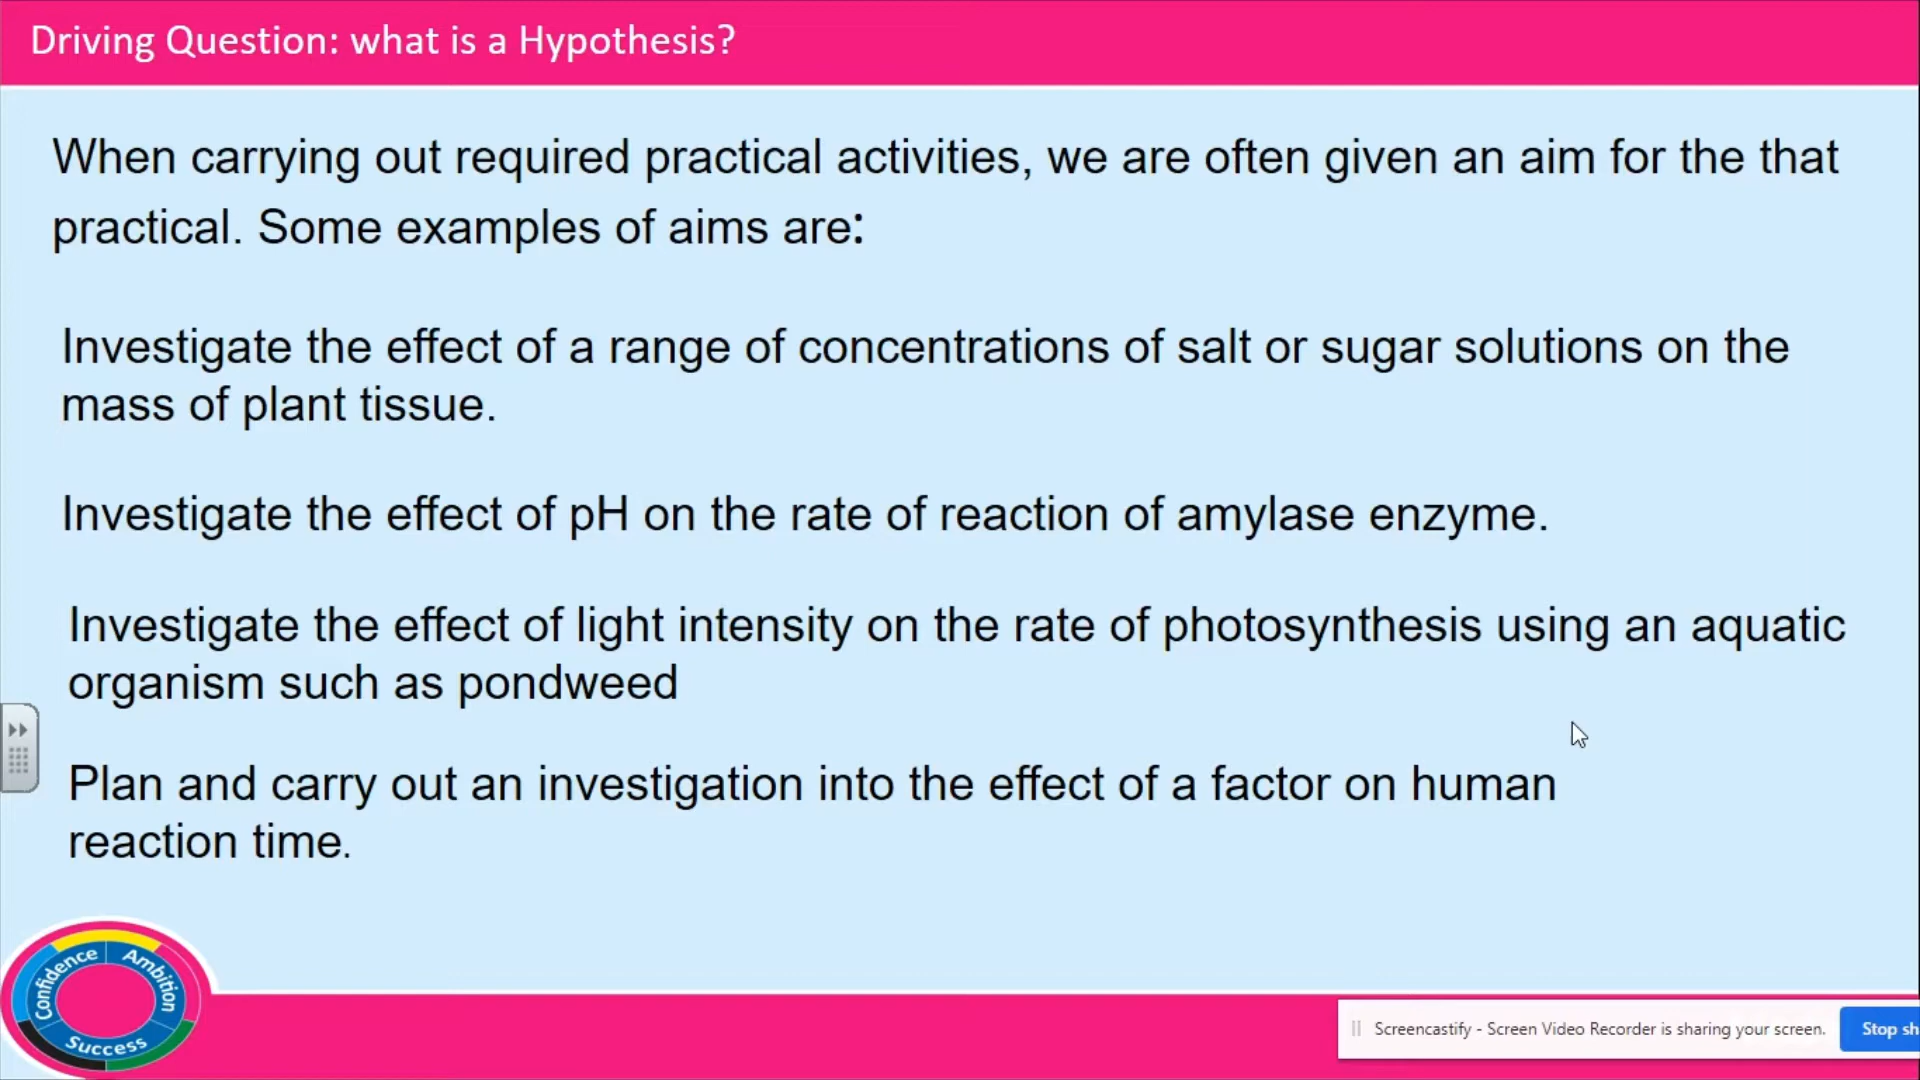 Driving Question: what is a Hypothesis?
When carrying out required practical activities, we are often given an aim for the that
practical. Some examples of aims are:
Investigate the effect of a range of concentrations of salt or sugar solutions on the
mass of plant tissue.
Investigate the effect of pH on the rate of reaction of amylase enzyme.
Investigate the effect of light intensity on the rate of photosynthesis using an aquatic
organism such as pondweed
Plan and carry out an investigation into the effect of a factor on human
reaction time.
Confidence Ambition
Success
Screencastify - Screen Video Recorder is sharing your screen. Stop sh